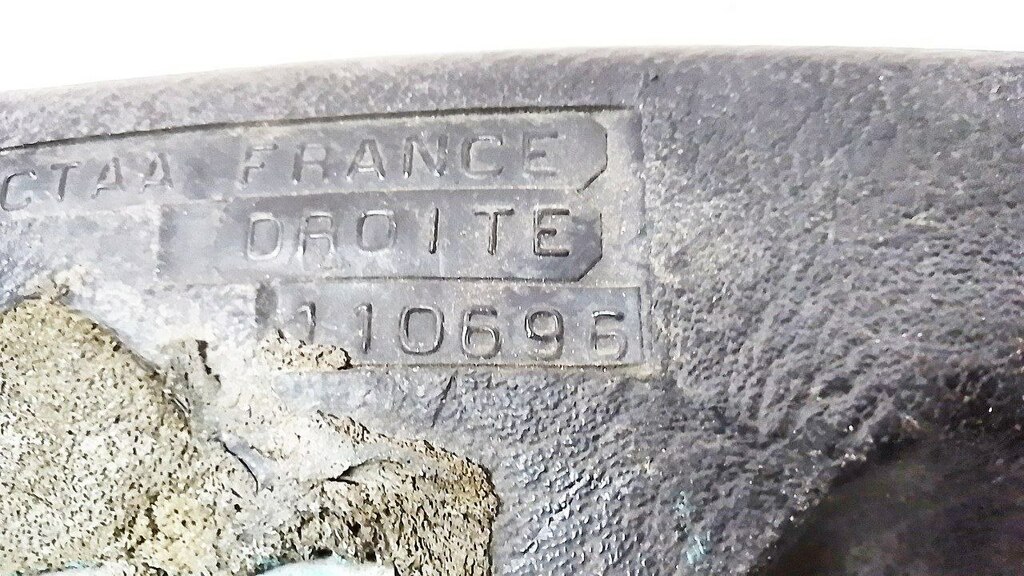 CTAA FRANCE
DROITE
110696